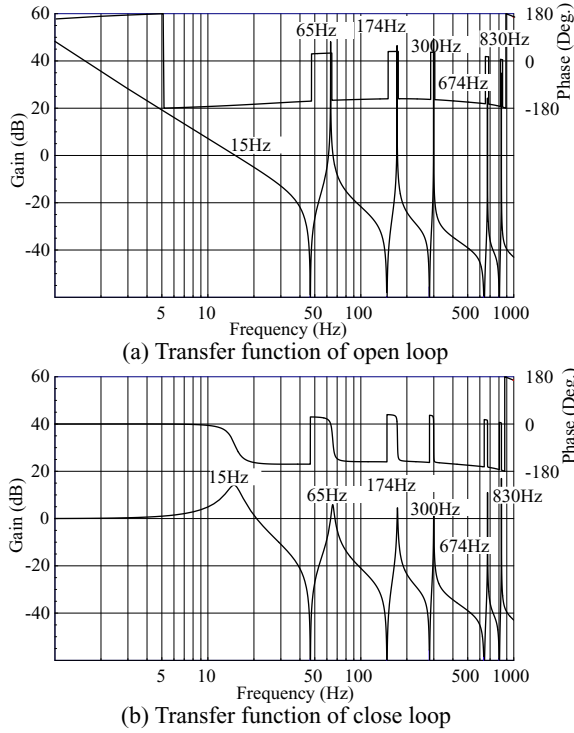 60
40
20
0
-20
-40
Gain (dB)
65Hz
174Hz
300Hz
830Hz
674Hz
15Hz
180
0
-180
Phase (Deg.)
5
10
50
100
500
1000
Frequency (Hz)
(a) Transfer function of open loop
60
40
20
0
-20
-40
Gain (dB)
15Hz
65Hz
174Hz
300Hz
830Hz
674Hz
180
0
-180
Phase (Deg.)
5
10
50
100
500
1000
Frequency (Hz)
(b) Transfer function of close loop